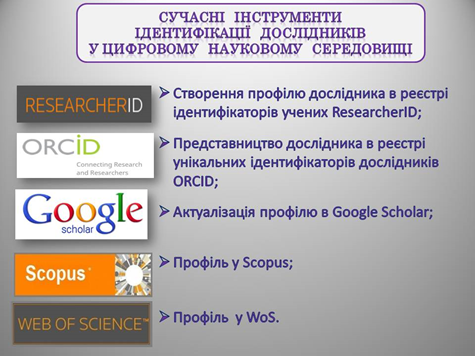 СУЧАСНІ ІНСТРУМЕНТИ
ІДЕНТИФІКАЦІЇ ДОСЛІДНИКІВ
У ЦИФРОВОМУ НАУКОВОМУ СЕРЕДОВИЩІ
RESEARCHERID
Створення профілю дослідника в реєстрі
ідентифікаторів учених ResearcherID;
ORCID
Connecting Research
and Researchers
Представництво дослідника в реєстрі
унікальних ідентифікаторів дослідників
ORCID;
Google
scholar
Актуалізація профілю в Google Scholar;
Scopus
Профіль у Scopus;
WEB OF SCIENCE™
Профіль у WoS.